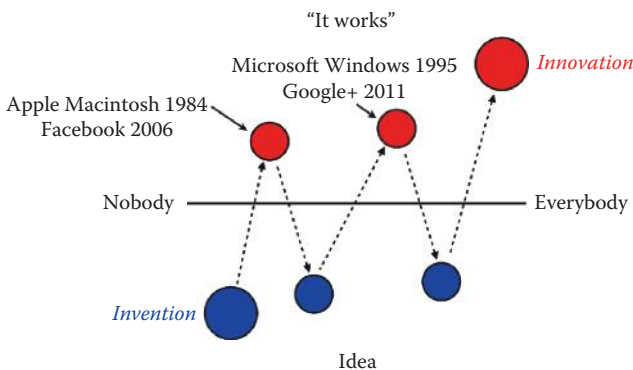 “It works”
Microsoft Windows 1995
Google+ 2011
Innovation
Apple Macintosh 1984
Facebook 2006
Nobody
Everybody
Invention
Idea